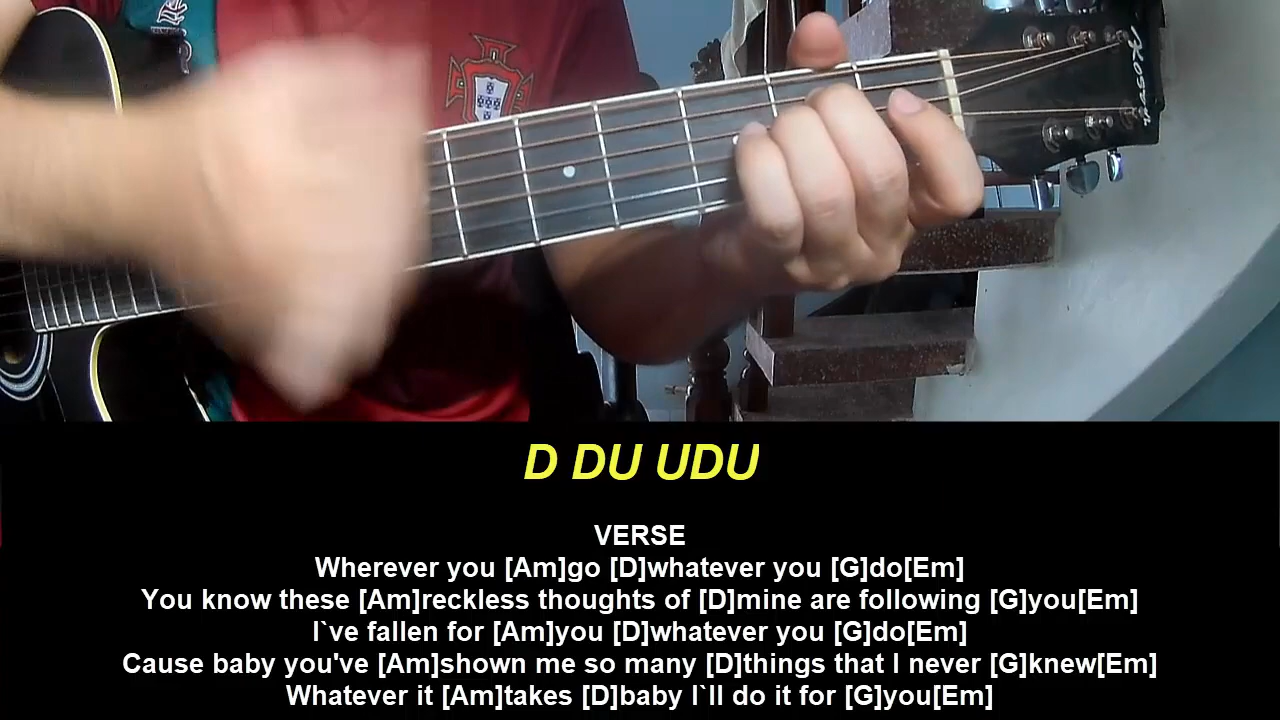 D DU UDU
VERSE
Wherever you [Am]go [D]whatever you [G]do[Em]
You know these [Am]reckless thoughts of [D]mine are following [G]you[Em]
I`ve fallen for [Am]you [D]whatever you [G]do[Em]
Cause baby you've [Am]shown me so many [D]things that I never [G]knew[Em]
Whatever it [Am]takes [D]baby I`ll do it for [G]you[Em]